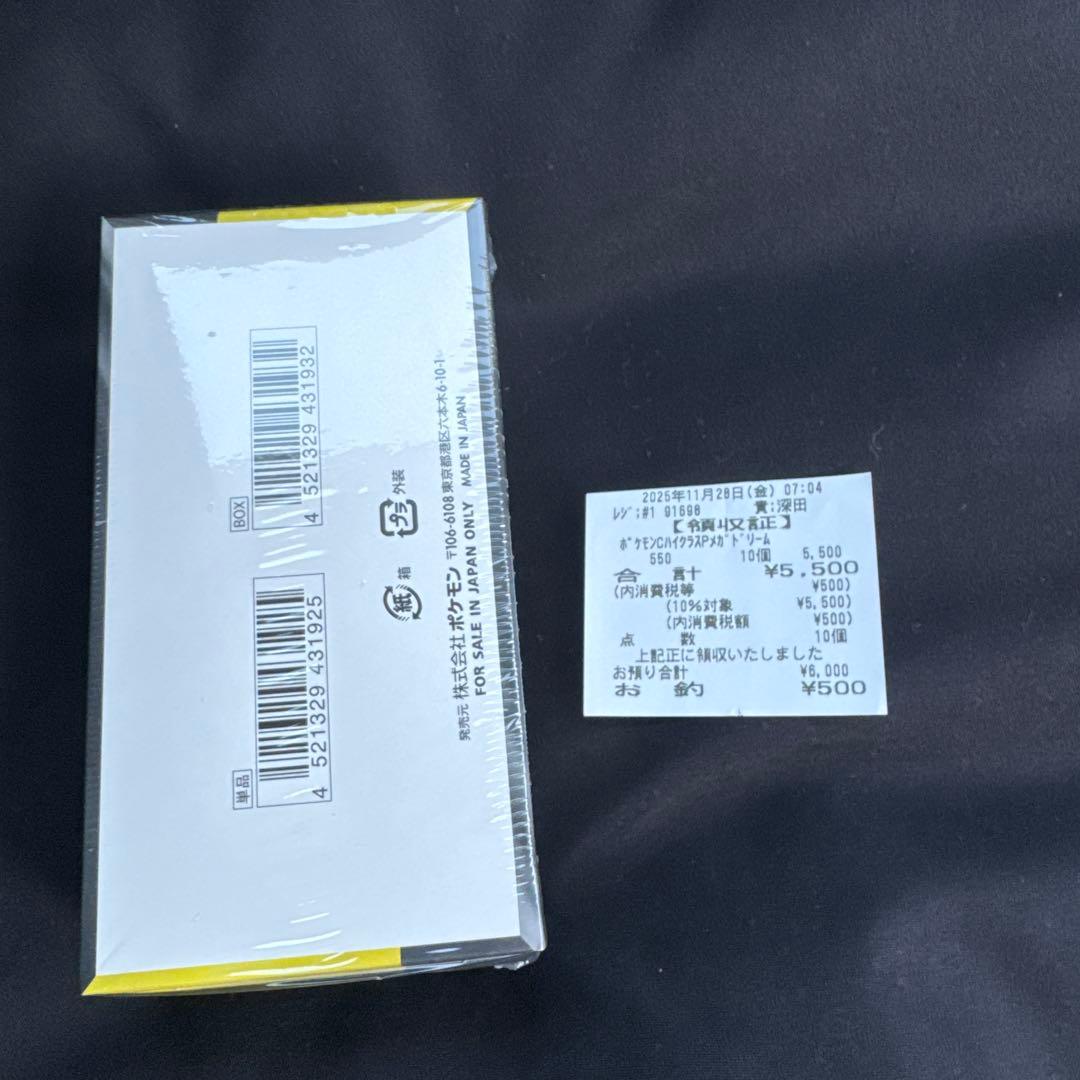 BOX
4 521329 431932
単品
4 521329 431925
プラ 外装
紙 箱
発売元 株式会社ポケモン 〒106-6108 東京都港区六本木6-10-1
FOR SALE IN JAPAN ONLY MADE IN JAPAN
2025年11月28日(金) 07:04
レジ:#1 91698 責:深田
【領収証】
ポケモンCハイクラスPメガドリーム
550 10個 5,500
合 計 ¥5,500
(内消費税等 ¥500)
(10%対象 ¥5,500)
(内消費税額 ¥500)
点 数 10個
上記正に領収いたしました
お預り合計 ¥6,000
お 釣 ¥500